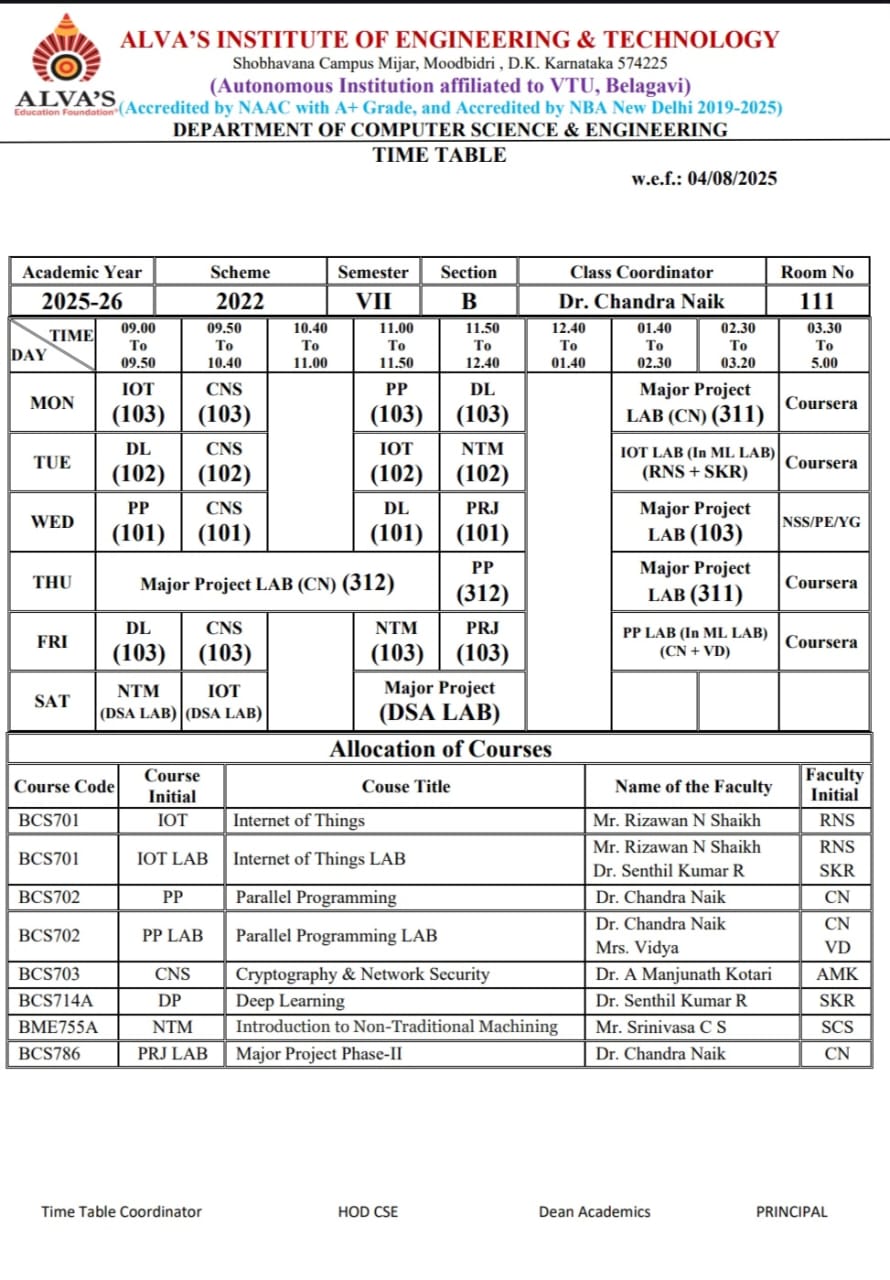 ALVA'S
Education Foundation®
ALVA'S INSTITUTE OF ENGINEERING & TECHNOLOGY
Shobhavana Campus Mijar, Moodbidri , D.K. Karnataka 574225
(Autonomous Institution affiliated to VTU, Belagavi)
(Accredited by NAAC with A+ Grade, and Accredited by NBA New Delhi 2019-2025)
DEPARTMENT OF COMPUTER SCIENCE & ENGINEERING
TIME TABLE
w.e.f.: 04/08/2025
Academic Year Scheme Semester Section Class Coordinator Room No
2025-26 2022 VII B Dr. Chandra Naik 111
TIME 09.00 09.50 10.40 11.00 11.50 12.40 01.40 02.30 03.30
DAY To To To To To To To To To
09.50 10.40 11.00 11.50 12.40 01.40 02.30 03.20 5.00
MON IOT CNS PP DL Major Project Coursera
(103) (103) (103) (103) LAB (CN) (311)
TUE DL CNS IOT NTM IOT LAB (In ML LAB) Coursera
(102) (102) (102) (102) (RNS + SKR)
WED PP CNS DL PRJ Major Project NSS/PE/YG
(101) (101) (101) (101) LAB (103)
THU Major Project LAB (CN) (312) PP Major Project Coursera
(312) LAB (311)
FRI DL CNS NTM PRJ PP LAB (In ML LAB) Coursera
(103) (103) (103) (103) (CN + VD)
SAT NTM IOT Major Project
(DSA LAB) (DSA LAB) (DSA LAB)
Allocation of Courses
Course Code Course Initial Couse Title Name of the Faculty Faculty Initial
BCS701 IOT Internet of Things Mr. Rizawan N Shaikh RNS
BCS701 IOT LAB Internet of Things LAB Mr. Rizawan N Shaikh RNS
Dr. Senthil Kumar R SKR
BCS702 PP Parallel Programming Dr. Chandra Naik CN
BCS702 PP LAB Parallel Programming LAB Dr. Chandra Naik CN
Mrs. Vidya VD
BCS703 CNS Cryptography & Network Security Dr. A Manjunath Kotari AMK
BCS714A DP Deep Learning Dr. Senthil Kumar R SKR
BME755A NTM Introduction to Non-Traditional Machining Mr. Srinivasa C S SCS
BCS786 PRJ LAB Major Project Phase-II Dr. Chandra Naik CN
Time Table Coordinator HOD CSE Dean Academics PRINCIPAL